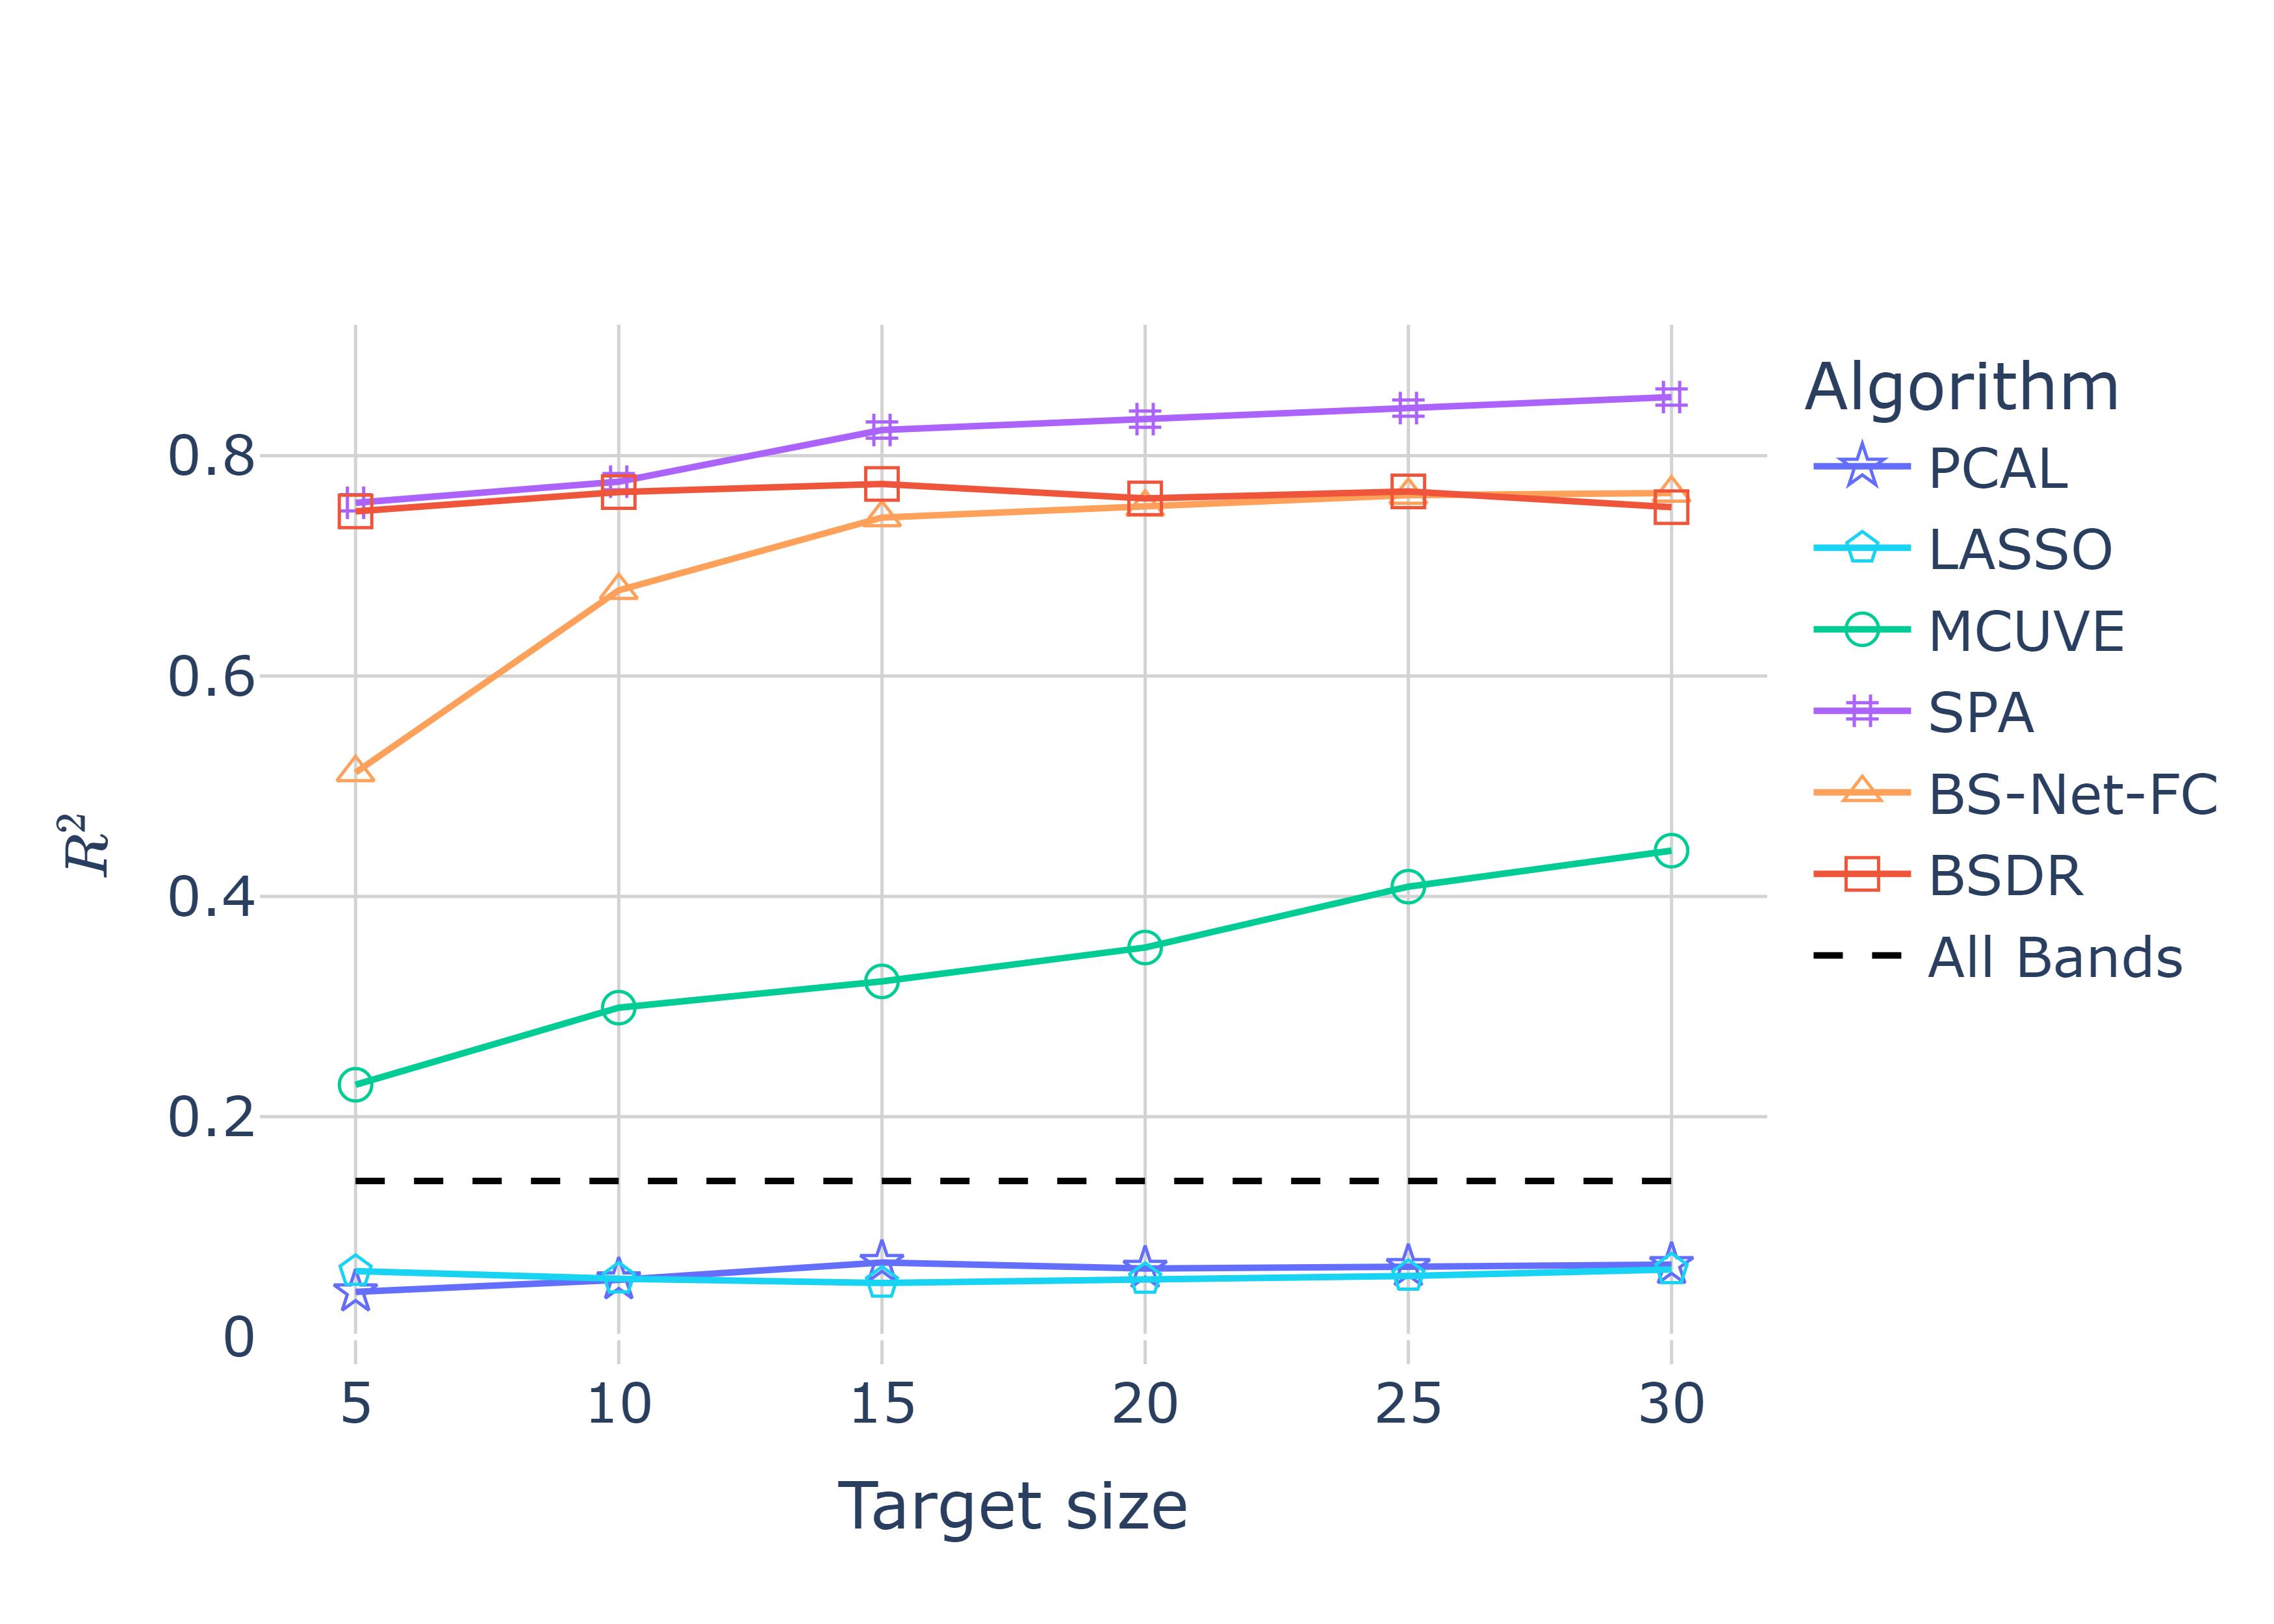 0.8
0.6
0.4
0.2
0
R²
5 10 15 20 25 30
Target size
Algorithm
PCAL
LASSO
MCUVE
SPA
BS-Net-FC
BSDR
All Bands